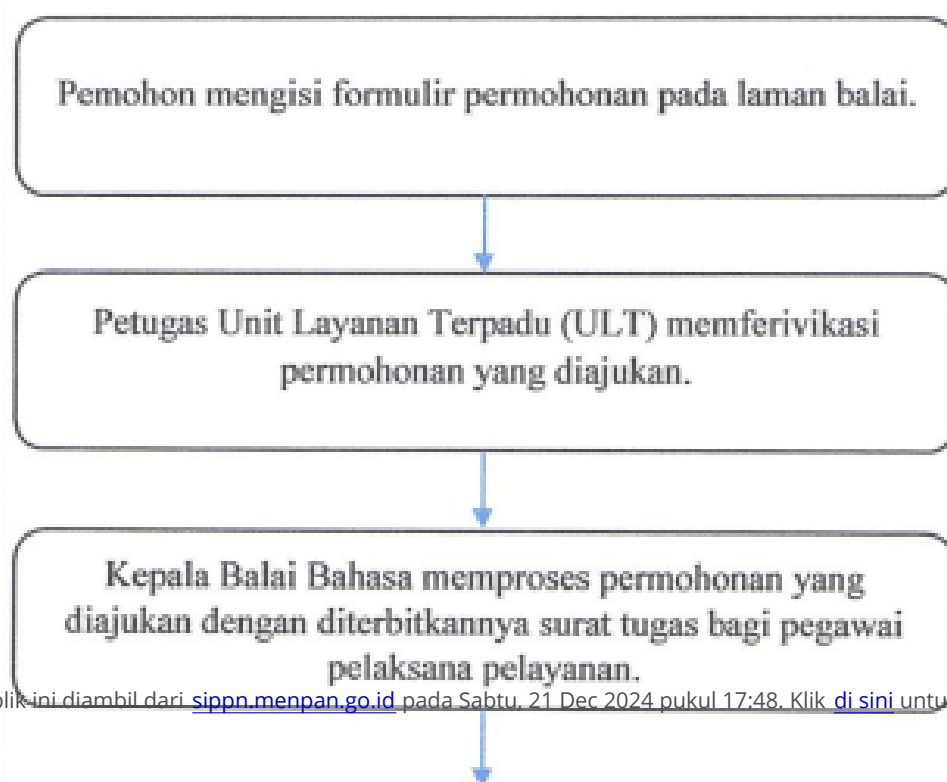 Pemohon mengisi formulir permohonan pada laman balai.
Petugas Unit Layanan Terpadu (ULT) memferivikasi
permohonan yang diajukan.
Kepala Balai Bahasa memproses permohonan yang
diajukan dengan diterbitkannya surat tugas bagi pegawai
pelaksana pelayanan.
blik ini diambil dari sippn.menpan.go.id pada Sabtu, 21 Dec 2024 pukul 17:48. Klik di sini untu